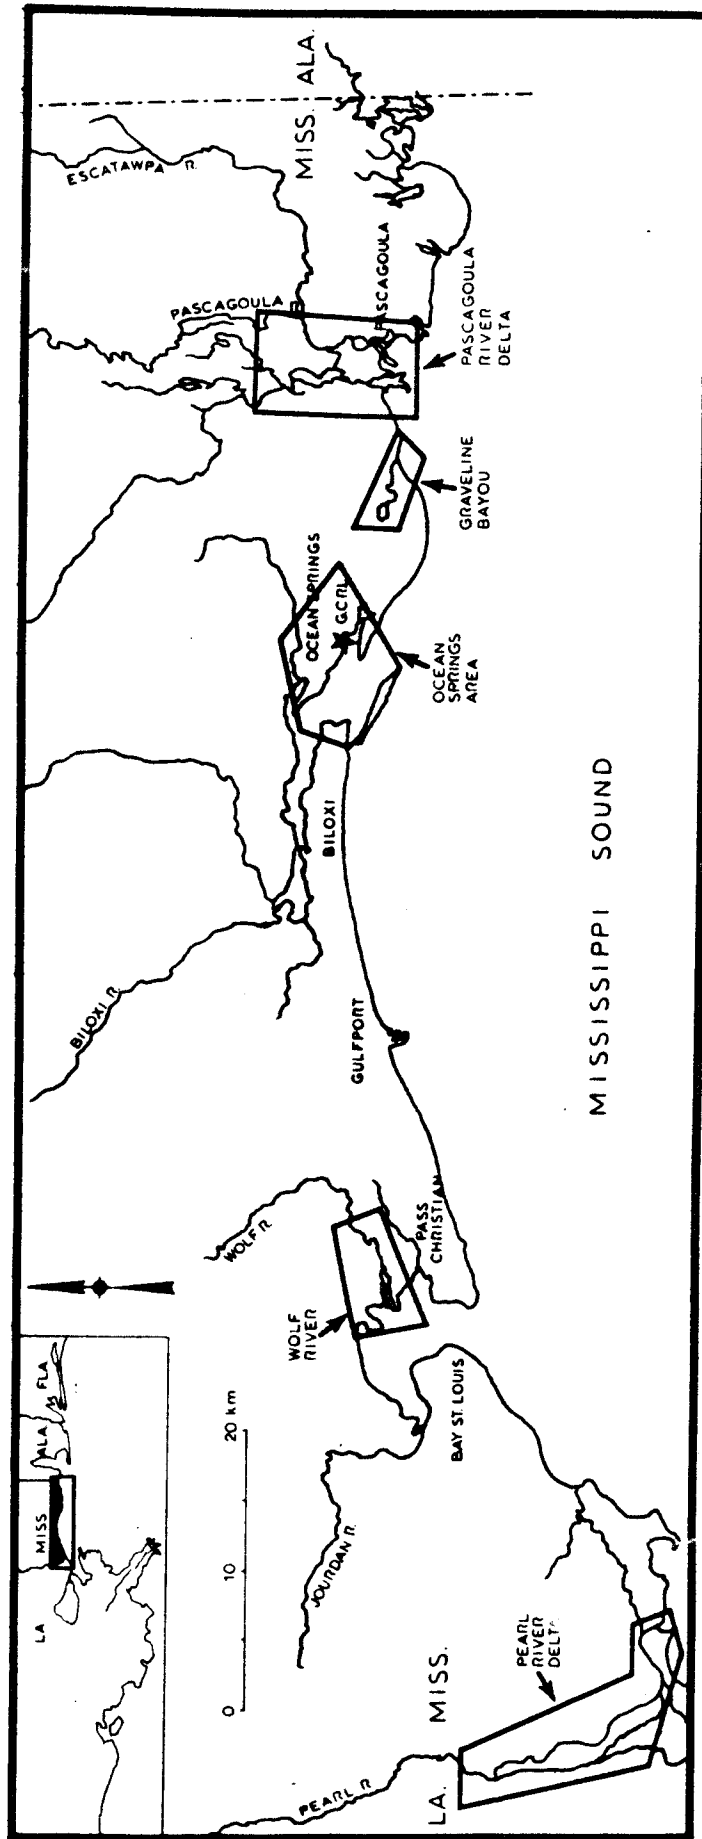 LA
MISS
ALA
FLA
0 10 20 km
PEARL R.
LA.
MISS.
PEARL
RIVER
DELTA
JOURDAN R.
BAY ST. LOUIS
WOLF
RIVER
WOLF R.
PASS
CHRISTIAN
GULFPORT
BILOXI R.
BILOXI
MISSISSIPPI SOUND
OCEAN SPRINGS
G.C.R.L.
OCEAN
SPRINGS
AREA
GRAVELINE
BAYOU
PASCAGOULA
R.
PASCAGOULA
PASCAGOULA
RIVER
DELTA
ESCATAWPA R.
MISS.
ALA.